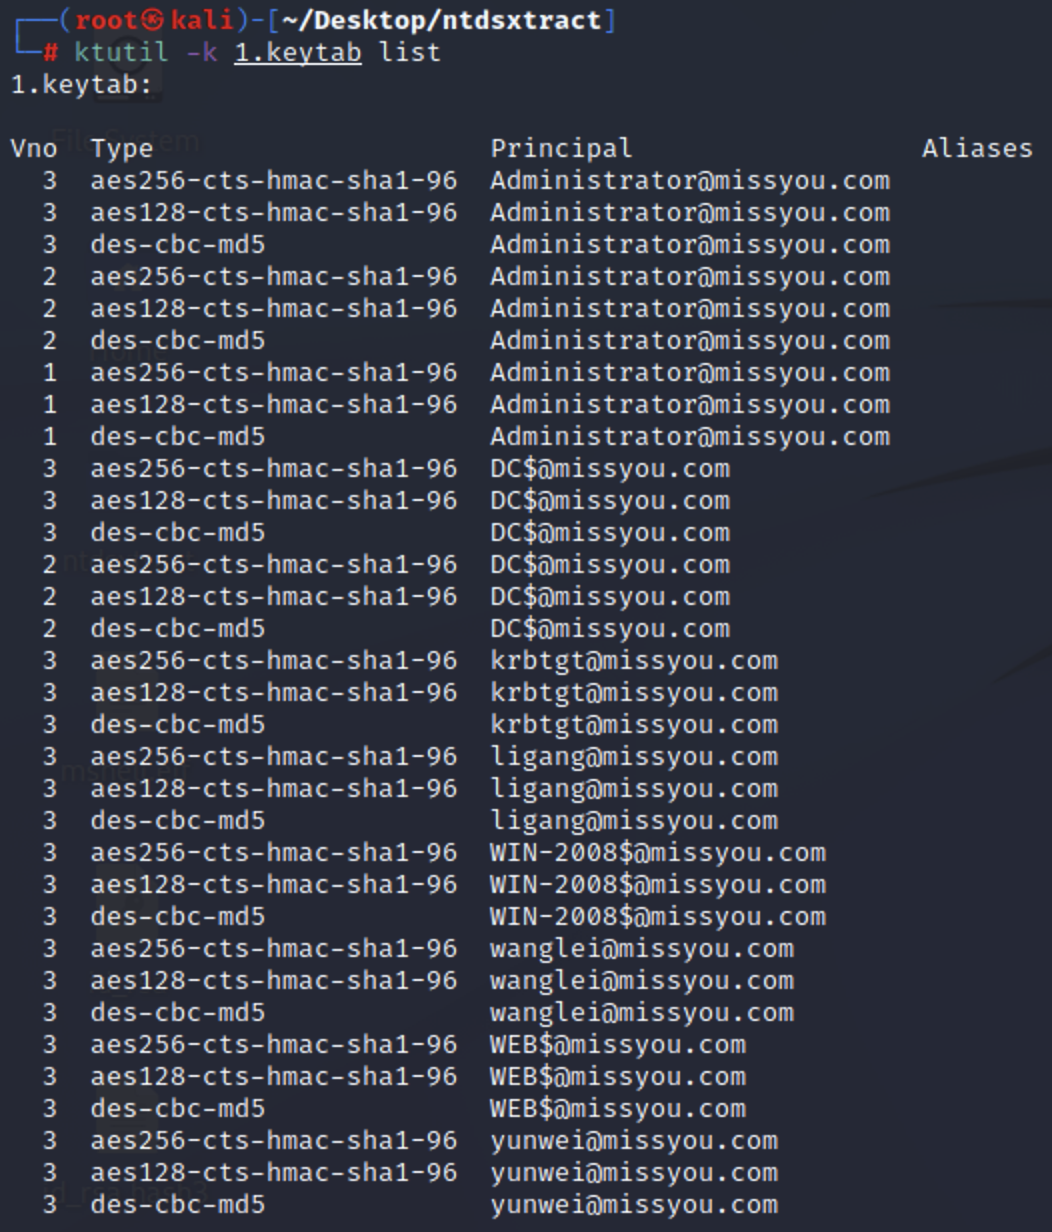 ┌──(root㉿kali)-[~/Desktop/ntdsxtract]
└─# ktutil -k 1.keytab list
1.keytab:
Vno  Type                     Principal                  Aliases
  3  aes256-cts-hmac-sha1-96  Administrator@missyou.com
  3  aes128-cts-hmac-sha1-96  Administrator@missyou.com
  3  des-cbc-md5              Administrator@missyou.com
  2  aes256-cts-hmac-sha1-96  Administrator@missyou.com
  2  aes128-cts-hmac-sha1-96  Administrator@missyou.com
  2  des-cbc-md5              Administrator@missyou.com
  1  aes256-cts-hmac-sha1-96  Administrator@missyou.com
  1  aes128-cts-hmac-sha1-96  Administrator@missyou.com
  1  des-cbc-md5              Administrator@missyou.com
  3  aes256-cts-hmac-sha1-96  DC$@missyou.com
  3  aes128-cts-hmac-sha1-96  DC$@missyou.com
  3  des-cbc-md5              DC$@missyou.com
  2  aes256-cts-hmac-sha1-96  DC$@missyou.com
  2  aes128-cts-hmac-sha1-96  DC$@missyou.com
  2  des-cbc-md5              DC$@missyou.com
  3  aes256-cts-hmac-sha1-96  krbtgt@missyou.com
  3  aes128-cts-hmac-sha1-96  krbtgt@missyou.com
  3  des-cbc-md5              krbtgt@missyou.com
  3  aes256-cts-hmac-sha1-96  ligang@missyou.com
  3  aes128-cts-hmac-sha1-96  ligang@missyou.com
  3  des-cbc-md5              ligang@missyou.com
  3  aes256-cts-hmac-sha1-96  WIN-2008$@missyou.com
  3  aes128-cts-hmac-sha1-96  WIN-2008$@missyou.com
  3  des-cbc-md5              WIN-2008$@missyou.com
  3  aes256-cts-hmac-sha1-96  wanglei@missyou.com
  3  aes128-cts-hmac-sha1-96  wanglei@missyou.com
  3  des-cbc-md5              wanglei@missyou.com
  3  aes256-cts-hmac-sha1-96  WEB$@missyou.com
  3  aes128-cts-hmac-sha1-96  WEB$@missyou.com
  3  des-cbc-md5              WEB$@missyou.com
  3  aes256-cts-hmac-sha1-96  yunwei@missyou.com
  3  aes128-cts-hmac-sha1-96  yunwei@missyou.com
  3  des-cbc-md5              yunwei@missyou.com